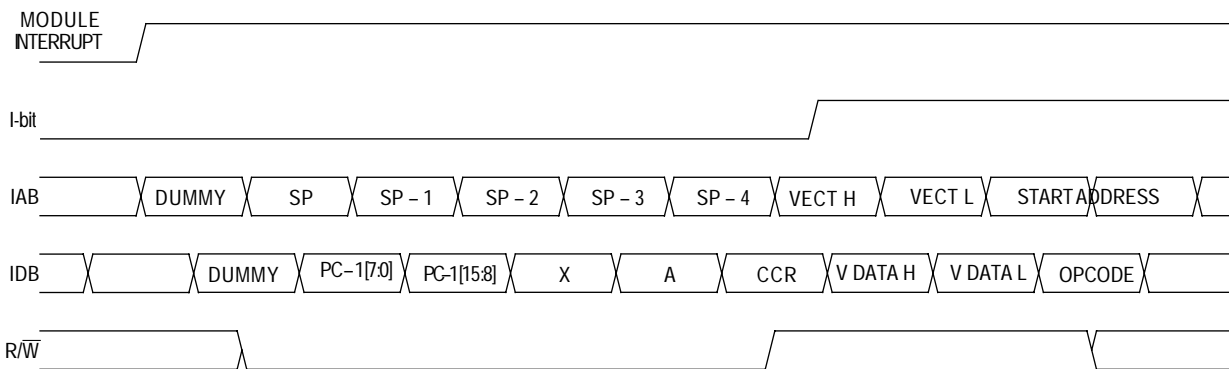 MODULE
INTERRUPT
I-bit
IAB DUMMY SP SP – 1 SP – 2 SP – 3 SP – 4 VECT H VECT L START ADDRESS
IDB DUMMY PC–1[7:0] PC–1[15:8] X A CCR V DATA H V DATA L OPCODE
R/W̅